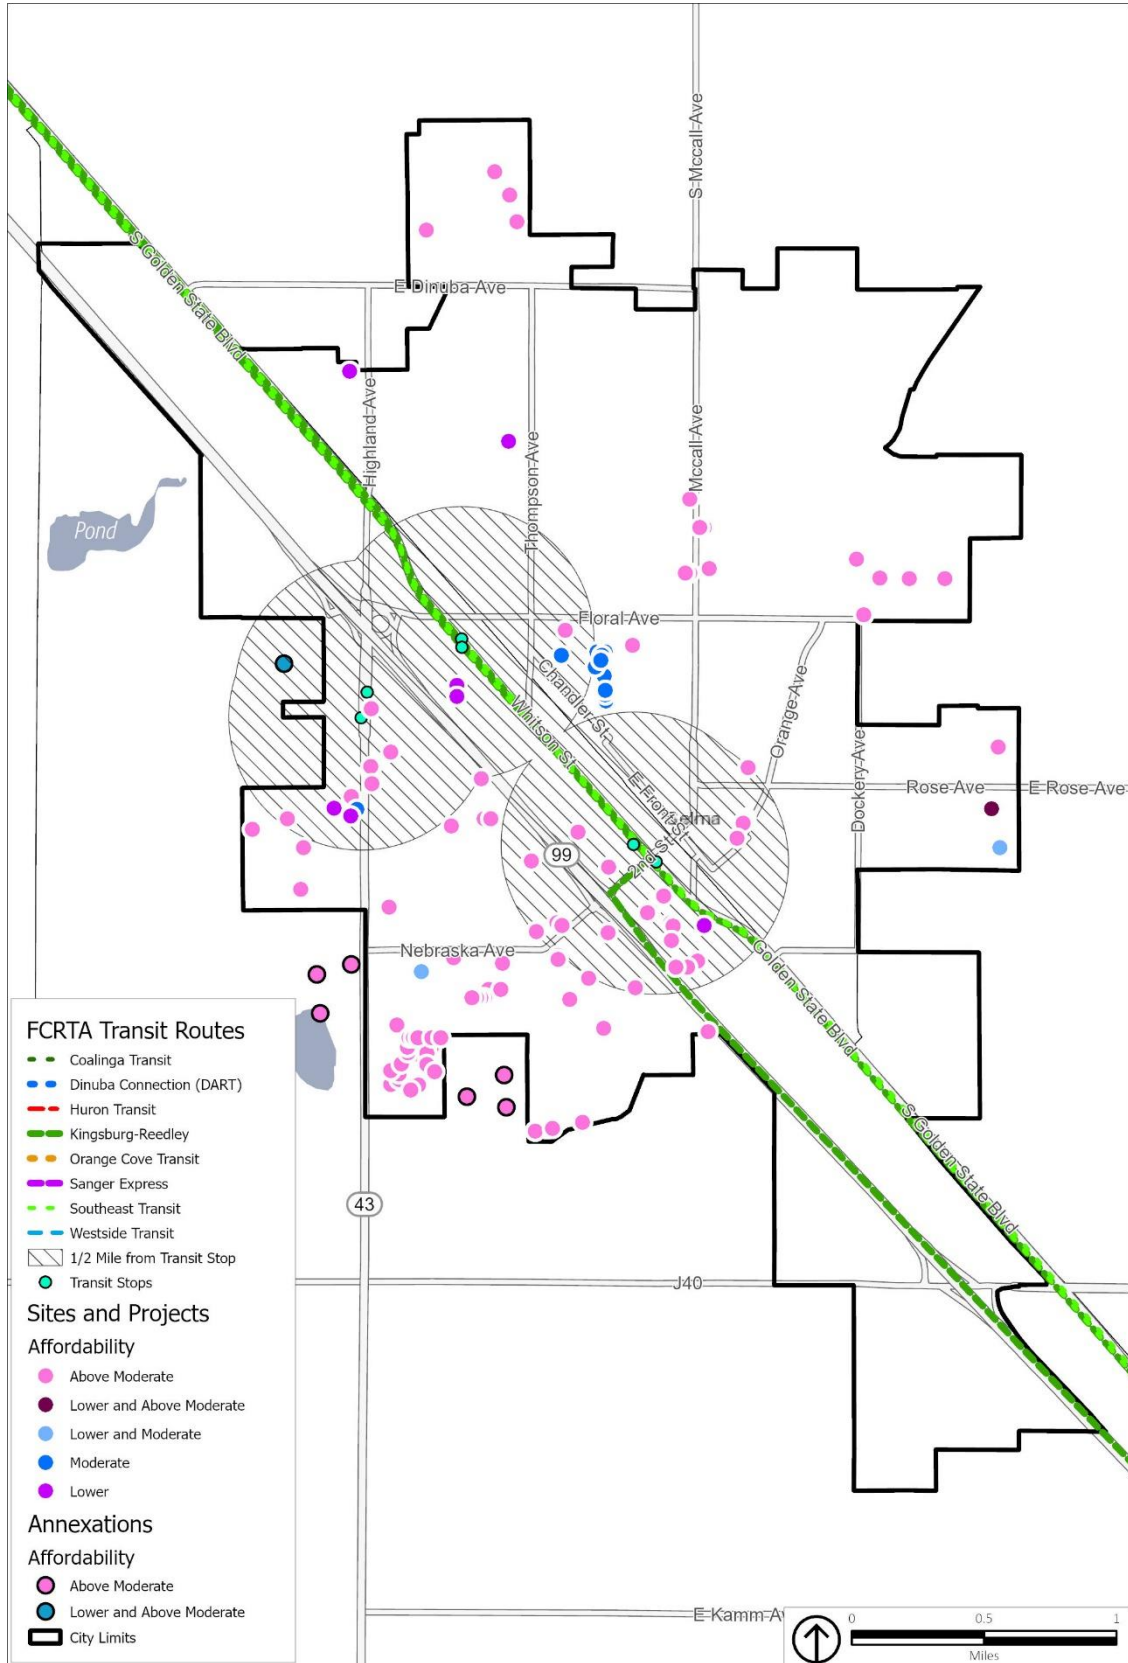 S Mccall Ave
S Golden State Blvd
E Dinuba Ave
Highland Ave
Thompson Ave
Mccall Ave
Pond
Floral Ave
Chandler St
Whitson St
Orange Ave
E Front St
Selma
2nd St
Dockery Ave
Rose Ave
E Rose Ave
99
Nebraska Ave
Golden State Blvd
S Golden State Blvd
43
J40
E Kamm Av
FCRTA Transit Routes
Coalinga Transit
Dinuba Connection (DART)
Huron Transit
Kingsburg-Reedley
Orange Cove Transit
Sanger Express
Southeast Transit
Westside Transit
1/2 Mile from Transit Stop
Transit Stops
Sites and Projects
Affordability
Above Moderate
Lower and Above Moderate
Lower and Moderate
Moderate
Lower
Annexations
Affordability
Above Moderate
Lower and Above Moderate
City Limits
0 0.5 1
Miles